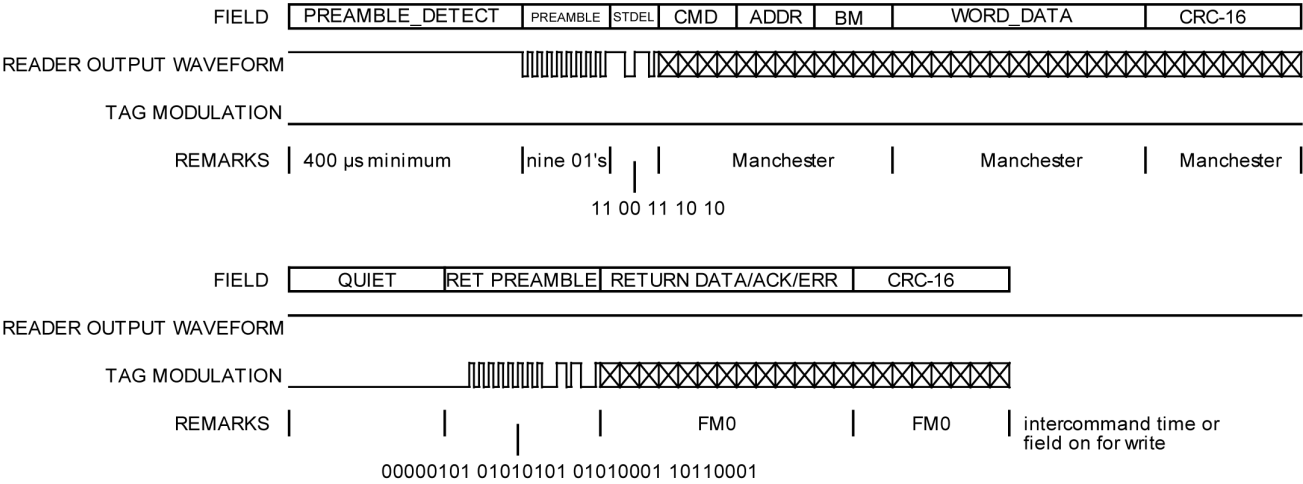 FIELD PREAMBLE_DETECT PREAMBLE STDEL CMD ADDR BM WORD_DATA CRC-16
READER OUTPUT WAVEFORM
TAG MODULATION
REMARKS 400 µs minimum nine 01's Manchester Manchester Manchester
11 00 11 10 10
FIELD QUIET RET PREAMBLE RETURN DATA/ACK/ERR CRC-16
READER OUTPUT WAVEFORM
TAG MODULATION
REMARKS FM0 FM0 intercommand time or
field on for write
00000101 01010101 01010001 10110001